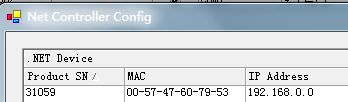 Net Controller Config
.NET Device
Product SN MAC IP Address
31059 00-57-47-60-79-53 192.168.0.0